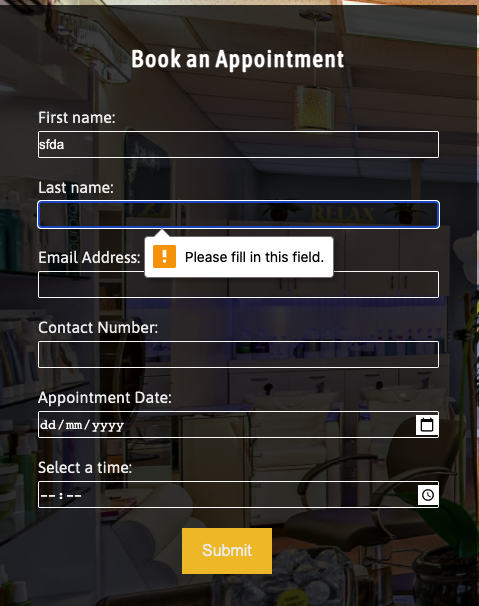 Book an Appointment
First name:
sfda
Last name:
RELAX
Please fill in this field.
Email Address:
Contact Number:
Appointment Date:
dd/mm/yyyy
Select a time:
--:--
Submit